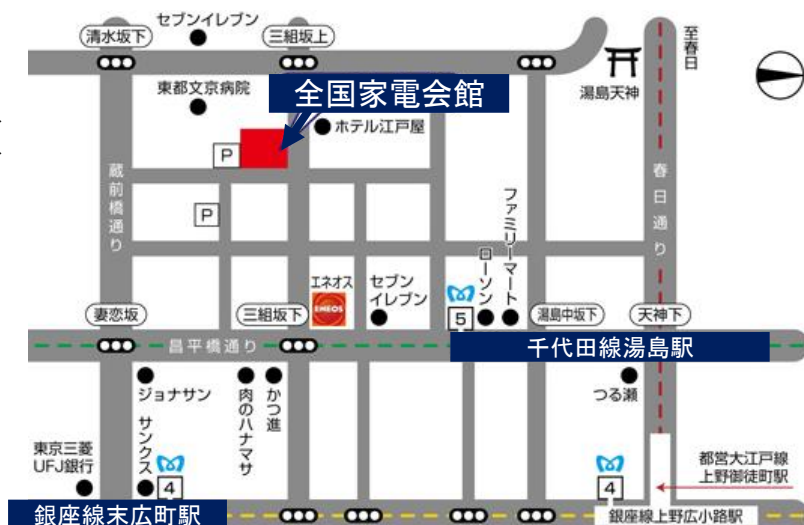 セブンイレブン
清水坂下
三組坂上
至春日
東都文京病院
全国家電会館
湯島天神
ホテル江戸屋
P
蔵前橋通り
春日通り
P
ファミリーマート
ローソン
エネオス
ENEOS
セブン
イレブン
5
妻恋坂
三組坂下
湯島中坂下
天神下
昌平橋通り
千代田線湯島駅
ジョナサン
サンクス
肉のハナマサ
かつ進
つる瀬
東京三菱
UFJ銀行
4
4
都営大江戸線
上野御徒町駅
銀座線末広町駅
銀座線上野広小路駅